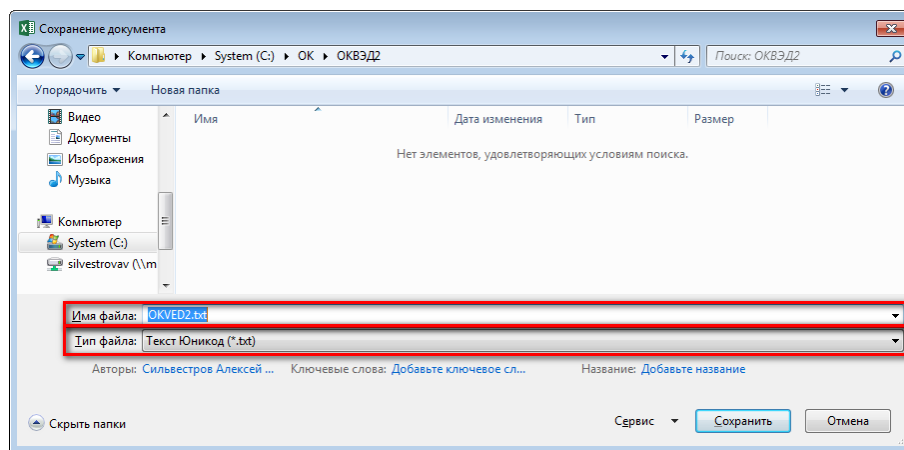 Сохранение документа
Компьютер ▸ System (C:) ▸ ОК ▸ ОКВЭД2
Поиск: ОКВЭД2
Упорядочить ▼ Новая папка
Видео
Документы
Изображения
Музыка
Компьютер
System (C:)
silvestrovav (\\m
Имя Дата изменения Тип Размер
Нет элементов, удовлетворяющих условиям поиска.
Имя файла: OKVED2.txt
Тип файла: Текст Юникод (*.txt)
Авторы: Сильвестров Алексей ... Ключевые слова: Добавьте ключевое сл... Название: Добавьте название
Скрыть папки
Сервис ▼ Сохранить Отмена